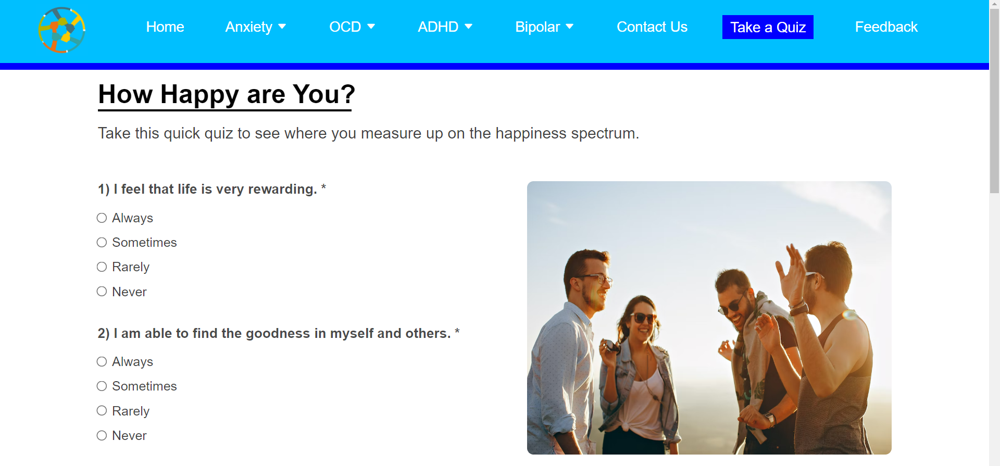 Home Anxiety OCD ADHD Bipolar Contact Us Take a Quiz Feedback
How Happy are You?
Take this quick quiz to see where you measure up on the happiness spectrum.
1) I feel that life is very rewarding. *
Always
Sometimes
Rarely
Never
2) I am able to find the goodness in myself and others. *
Always
Sometimes
Rarely
Never